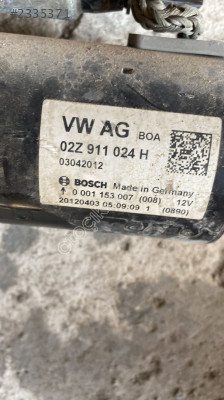 #2335371
VW AG BOA
02Z 911 024 H
03042012
BOSCH Made in Germany
0 001 153 007 (008) 12V
20120403 05:09:09 1 (0890)